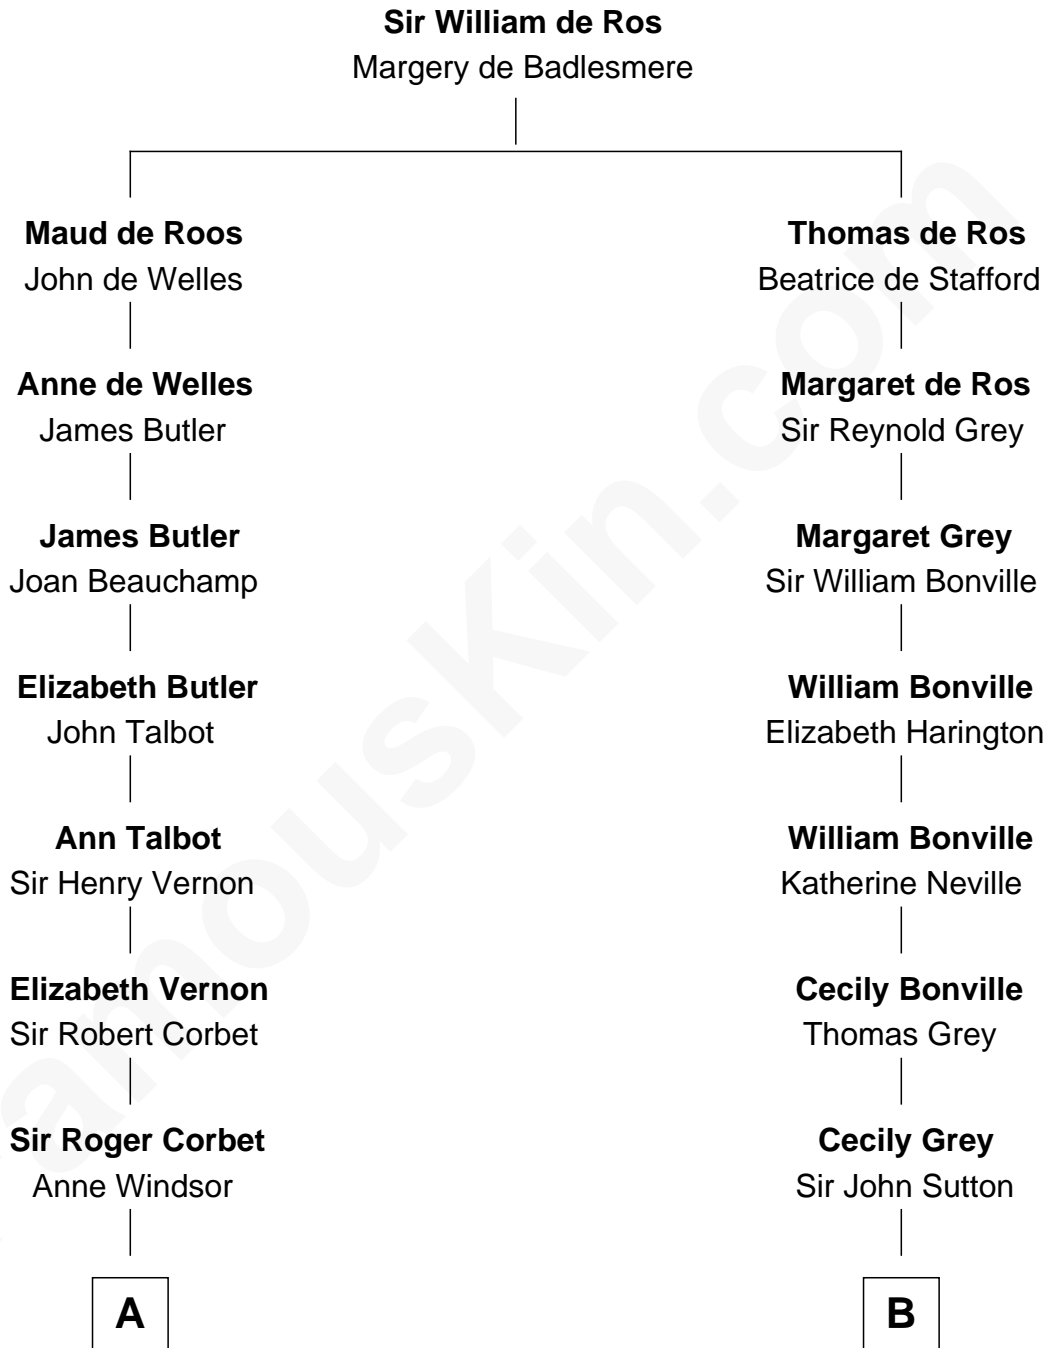 Sir William de Ros
Margery de Badlesmere
Maud de Roos
John de Welles
Thomas de Ros
Beatrice de Stafford
Anne de Welles
James Butler
Margaret de Ros
Sir Reynold Grey
James Butler
Joan Beauchamp
Margaret Grey
Sir William Bonville
Elizabeth Butler
John Talbot
William Bonville
Elizabeth Harington
Ann Talbot
Sir Henry Vernon
William Bonville
Katherine Neville
Elizabeth Vernon
Sir Robert Corbet
Cecily Bonville
Thomas Grey
Sir Roger Corbet
Anne Windsor
Cecily Grey
Sir John Sutton
A
B
amouskin.com